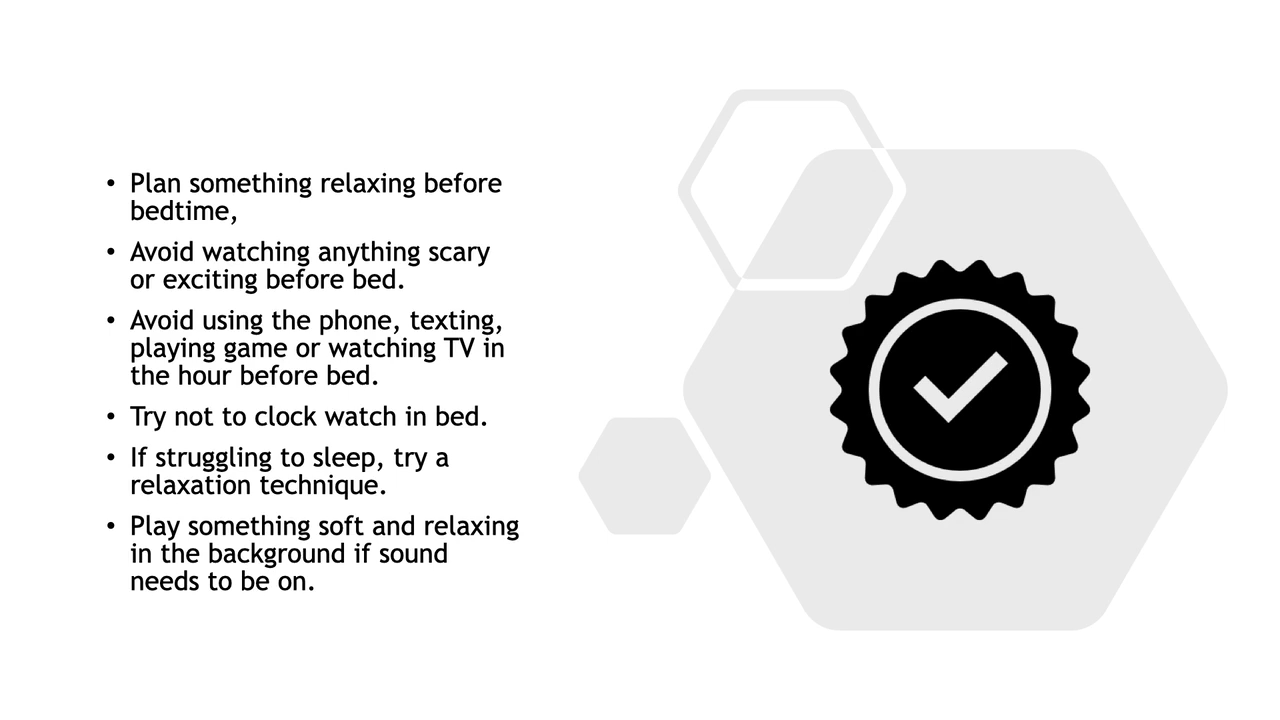 • Plan something relaxing before
bedtime,
• Avoid watching anything scary
or exciting before bed.
• Avoid using the phone, texting,
playing game or watching TV in
the hour before bed.
• Try not to clock watch in bed.
• If struggling to sleep, try a
relaxation technique.
• Play something soft and relaxing
in the background if sound
needs to be on.